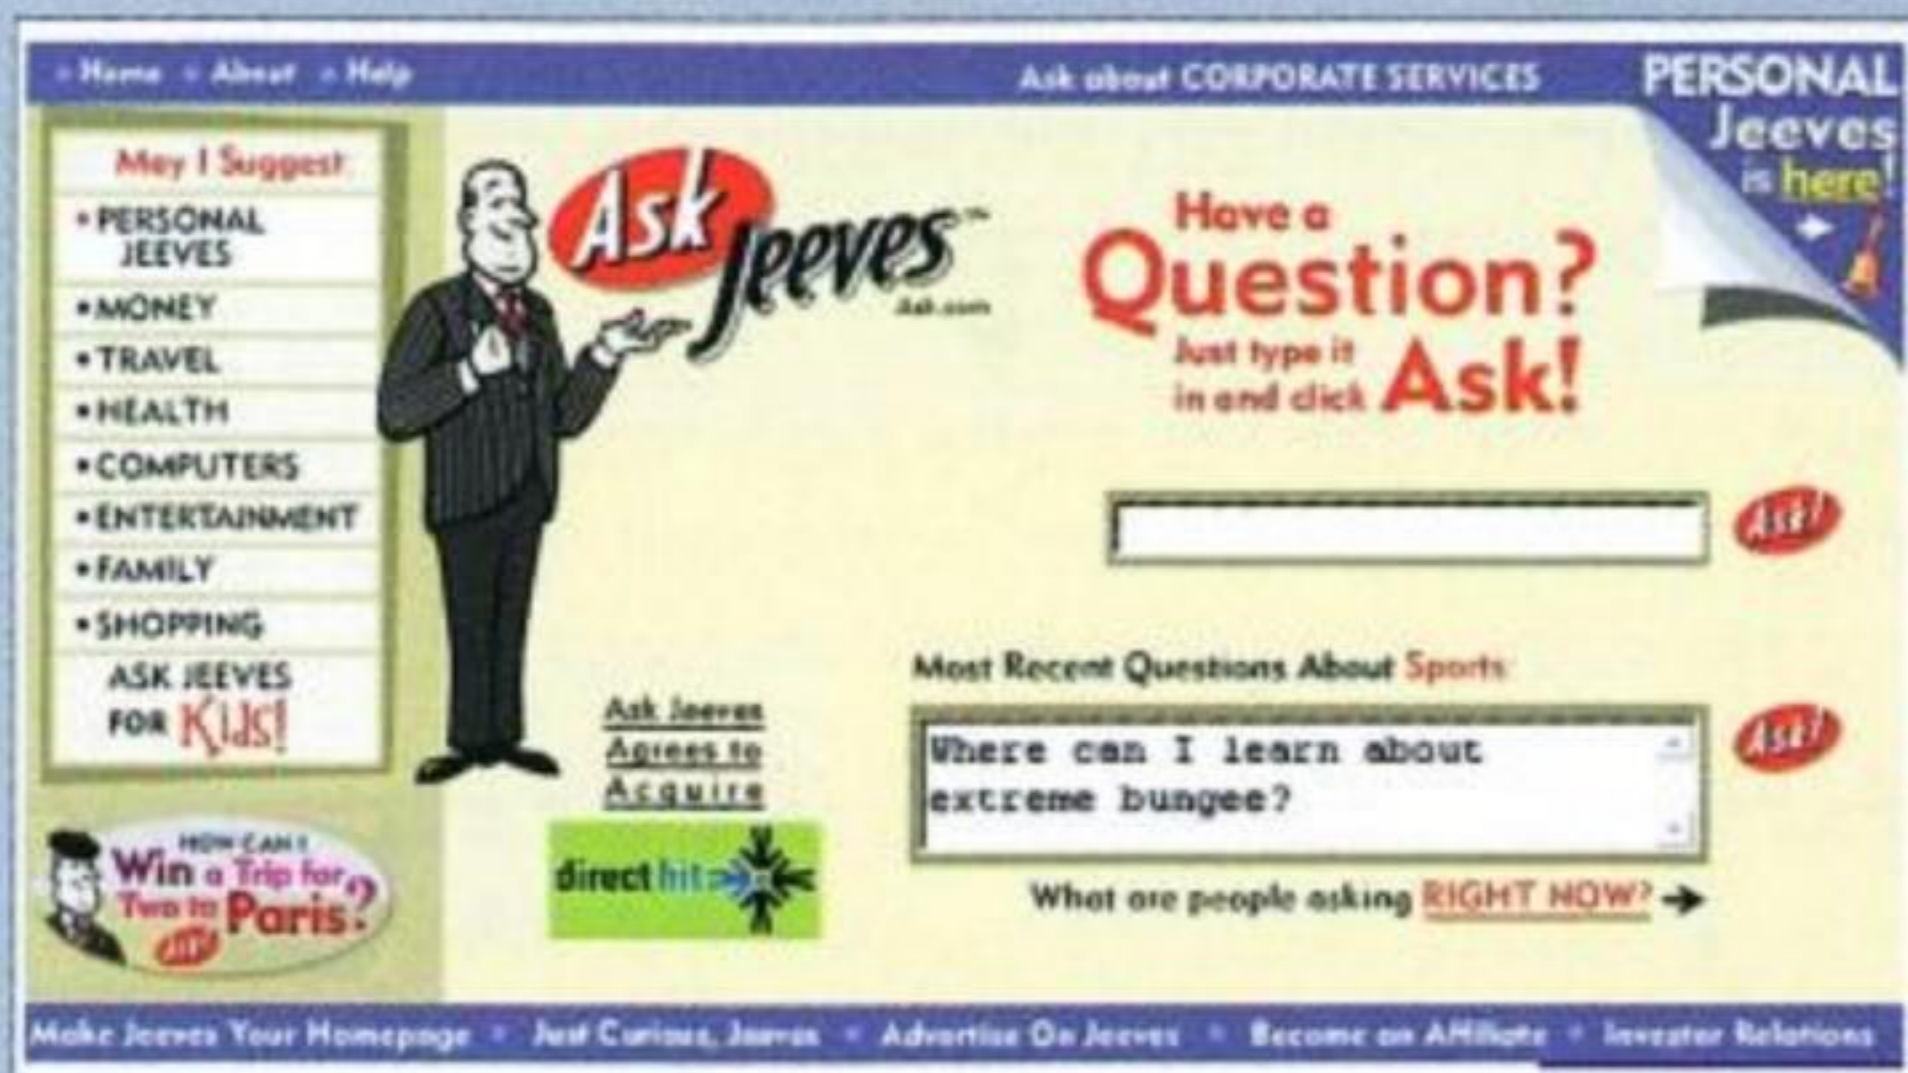 Home About Help
Ask about CORPORATE SERVICES
PERSONAL
Jeeves
is here!
May I Suggest:
• PERSONAL
JEEVES
• MONEY
• TRAVEL
• HEALTH
• COMPUTERS
• ENTERTAINMENT
• FAMILY
• SHOPPING
ASK JEEVES
FOR Kids!
HOW CAN I
Win a Trip for
Two to Paris?
Ask!
Ask Jeeves™
Ask.com
Ask Jeeves
Agrees to
Acquire
direct hit
Have a
Question?
Just type it
in and click Ask!
Ask!
Most Recent Questions About Sports:
Where can I learn about
extreme bungee?
Ask!
What are people asking RIGHT NOW?
Make Jeeves Your Homepage Just Curious, Jeeves Advertise On Jeeves Become an Affiliate Investor Relations